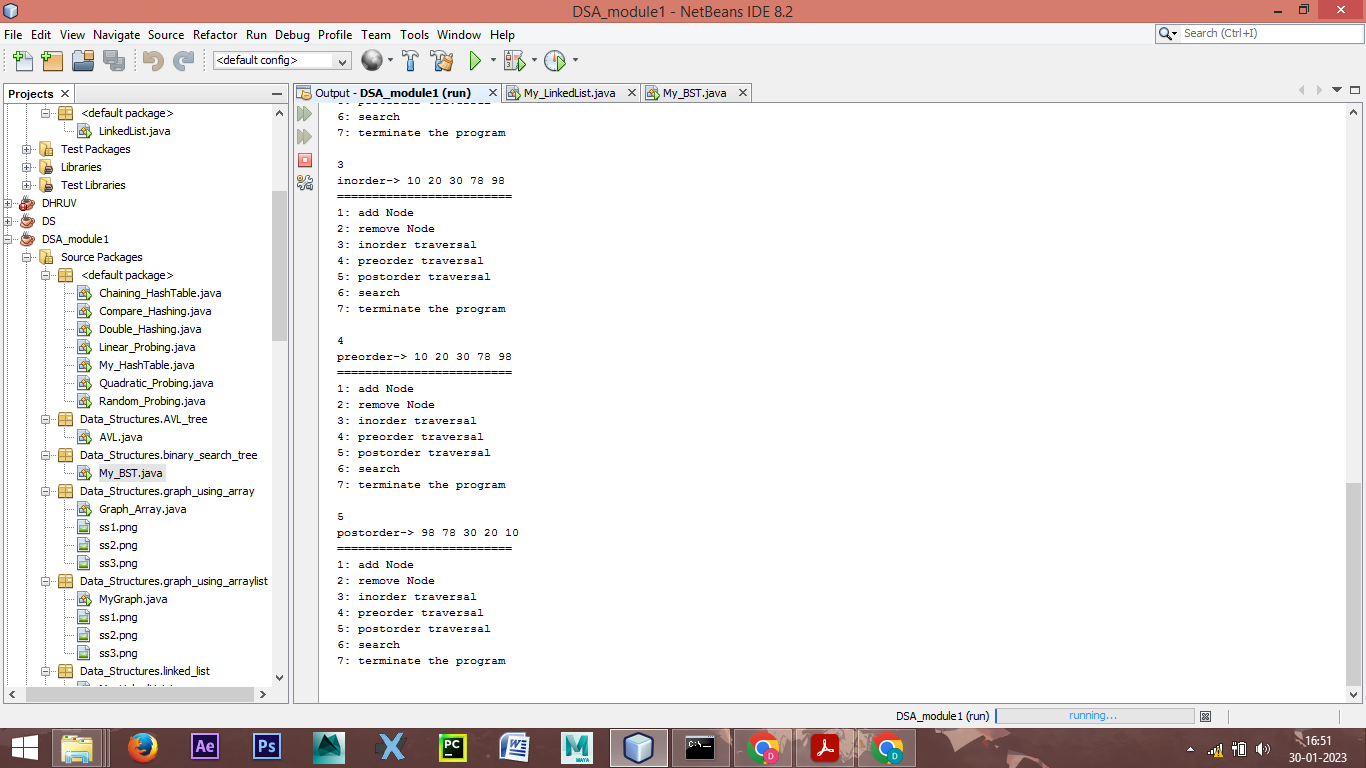 DSA_module1 - NetBeans IDE 8.2
File Edit View Navigate Source Refactor Run Debug Profile Team Tools Window Help
Search (Ctrl+I)
<default config>
Projects
<default package>
LinkedList.java
Test Packages
Libraries
Test Libraries
DHRUV
DS
DSA_module1
Source Packages
<default package>
Chaining_HashTable.java
Compare_Hashing.java
Double_Hashing.java
Linear_Probing.java
My_HashTable.java
Quadratic_Probing.java
Random_Probing.java
Data_Structures.AVL_tree
AVL.java
Data_Structures.binary_search_tree
My_BST.java
Data_Structures.graph_using_array
Graph_Array.java
ss1.png
ss2.png
ss3.png
Data_Structures.graph_using_arraylist
MyGraph.java
ss1.png
ss2.png
ss3.png
Data_Structures.linked_list
Output - DSA_module1 (run) My_LinkedList.java My_BST.java
6: search
7: terminate the program
3
inorder-> 10 20 30 78 98
=========================
1: add Node
2: remove Node
3: inorder traversal
4: preorder traversal
5: postorder traversal
6: search
7: terminate the program
4
preorder-> 10 20 30 78 98
=========================
1: add Node
2: remove Node
3: inorder traversal
4: preorder traversal
5: postorder traversal
6: search
7: terminate the program
5
postorder-> 98 78 30 20 10
=========================
1: add Node
2: remove Node
3: inorder traversal
4: preorder traversal
5: postorder traversal
6: search
7: terminate the program
DSA_module1 (run) running...
Ae Ps X PC W M MAYA C:\_ D D
16:51
30-01-2023